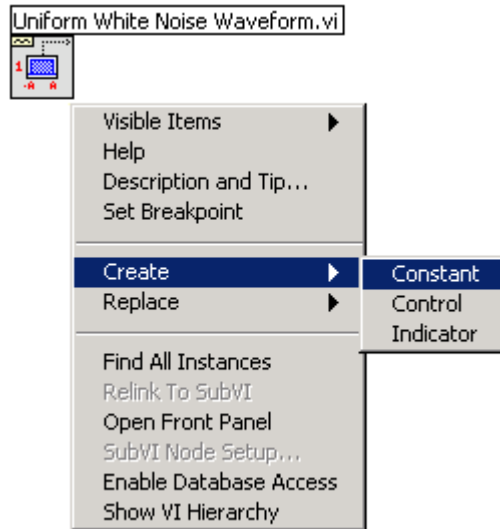 Uniform White Noise Waveform.vi
1
-A A
Visible Items
Help
Description and Tip...
Set Breakpoint
Create
Constant
Replace
Control
Indicator
Find All Instances
Relink To SubVI
Open Front Panel
SubVI Node Setup...
Enable Database Access
Show VI Hierarchy